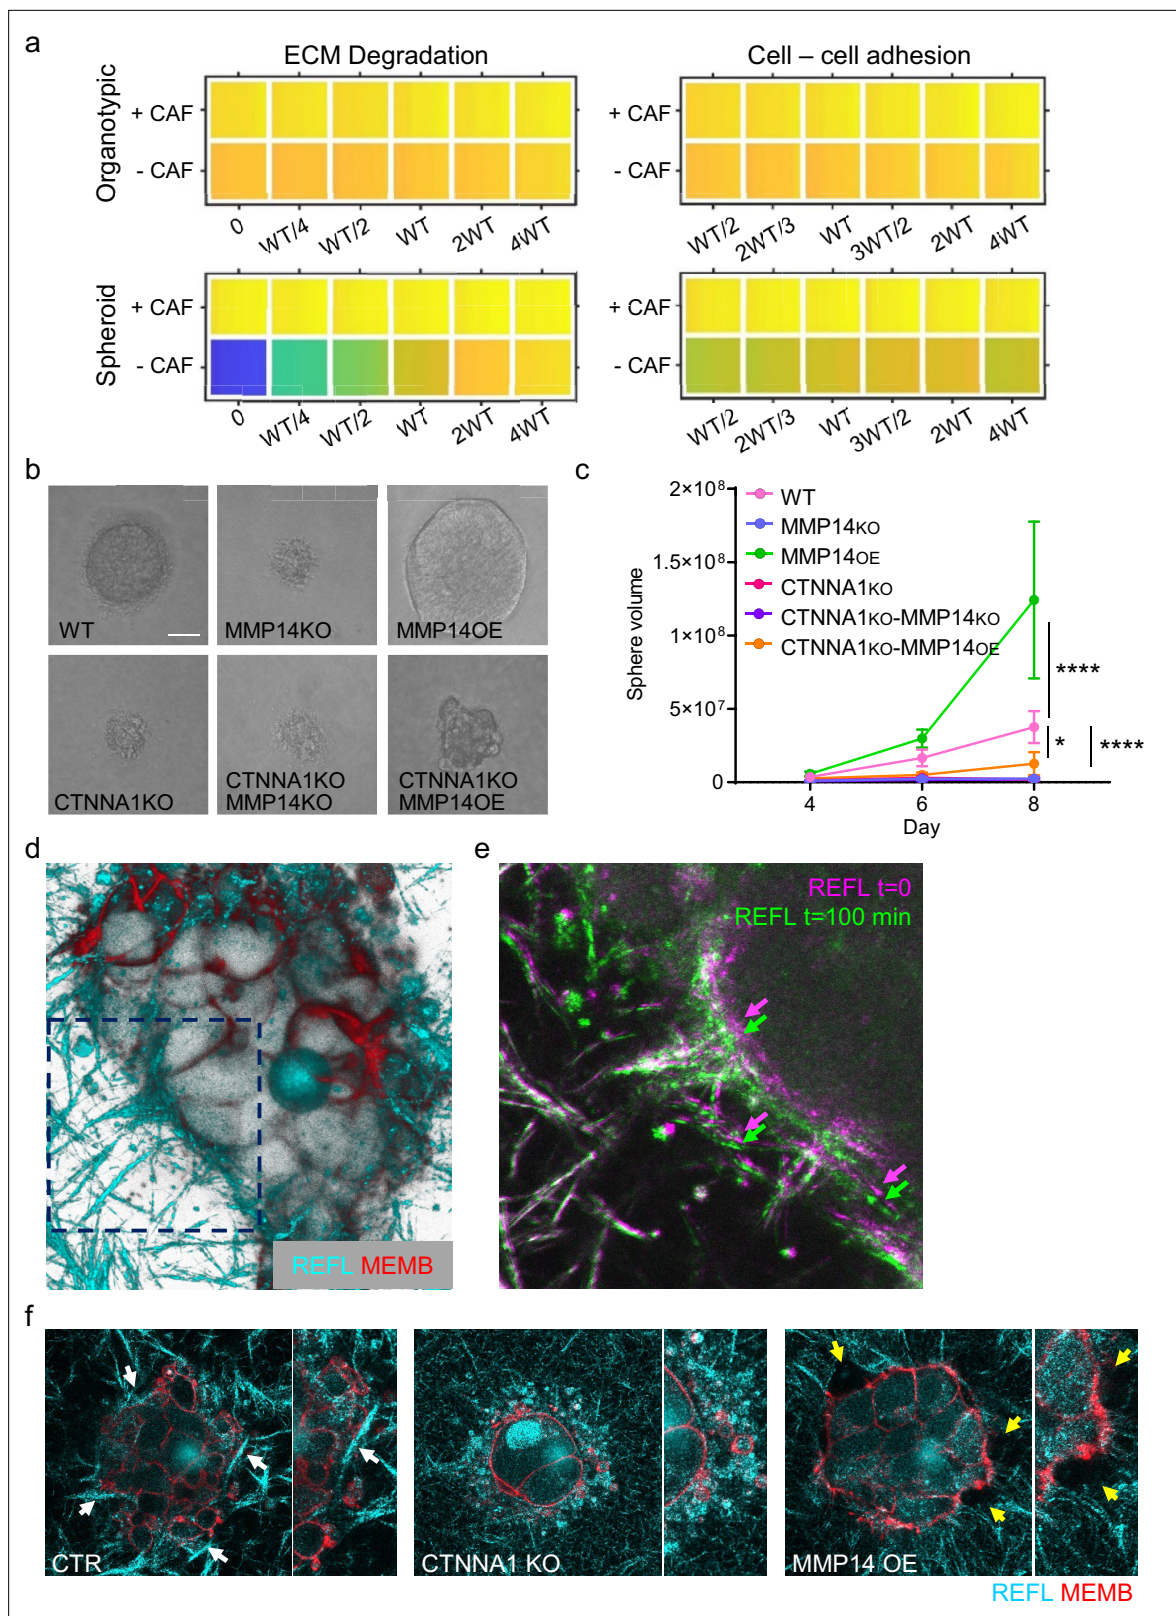 a
ECM Degradation
Cell – cell adhesion
Organotypic
+ CAF
- CAF
0
WT/4
WT/2
WT
2WT
4WT
+ CAF
- CAF
WT/2
2WT/3
WT
3WT/2
2WT
4WT
Spheroid
+ CAF
- CAF
0
WT/4
WT/2
WT
2WT
4WT
+ CAF
- CAF
WT/2
2WT/3
WT
3WT/2
2WT
4WT
b
WT
MMP14KO
MMP14OE
CTNNA1KO
CTNNA1KO
MMP14KO
CTNNA1KO
MMP14OE
c
Sphere volume
2×10⁸
1.5×10⁸
1×10⁸
5×10⁷
0
4
6
8
Day
WT
MMP14KO
MMP14OE
CTNNA1KO
CTNNA1KO-MMP14KO
CTNNA1KO-MMP14OE
****
*
****
d
REFL MEMB
e
REFL t=0
REFL t=100 min
f
CTR
CTNNA1 KO
MMP14 OE
REFL MEMB